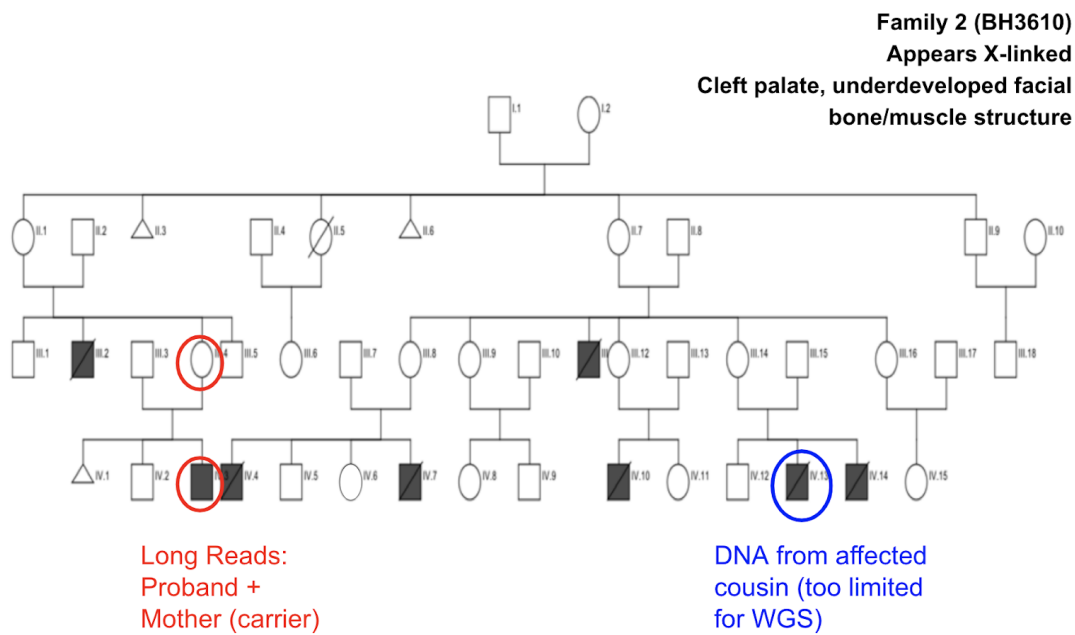 Family 2 (BH3610)
Appears X-linked
Cleft palate, underdeveloped facial
bone/muscle structure
I.1 I.2
II.1 II.2 II.3 II.4 II.5 II.6 II.7 II.8 II.9 II.10
III.1 III.2 III.3 III.5 III.6 III.7 III.8 III.9 III.10 III.12 III.13 III.14 III.15 III.16 III.17 III.18
IV.1 IV.2 IV.4 IV.5 IV.6 IV.7 IV.8 IV.9 IV.10 IV.11 IV.12 IV.13 IV.14 IV.15
Long Reads:
Proband +
Mother (carrier)
DNA from affected
cousin (too limited
for WGS)